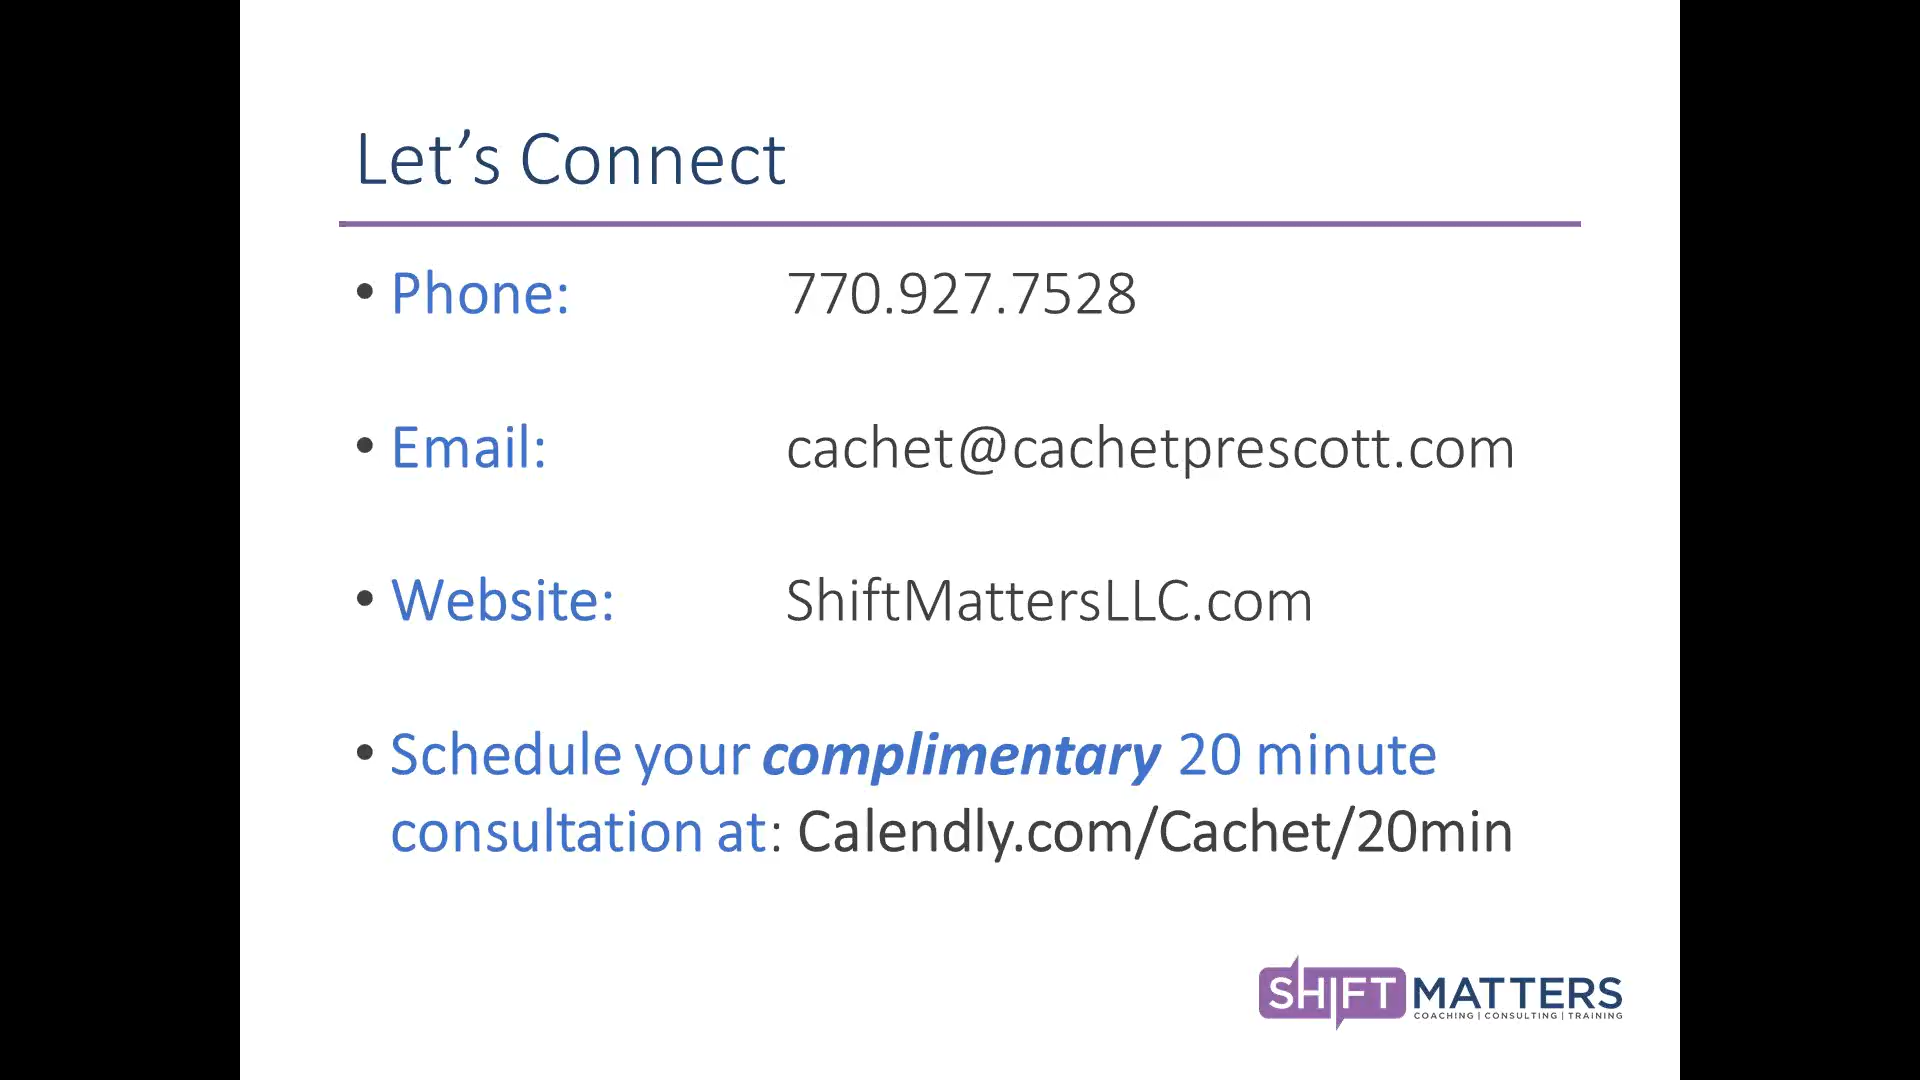 Let’s Connect
• Phone: 770.927.7528
• Email: cachet@cachetprescott.com
• Website: ShiftMattersLLC.com
• Schedule your complimentary 20 minute
consultation at: Calendly.com/Cachet/20min
SHIFT MATTERS
COACHING | CONSULTING | TRAINING